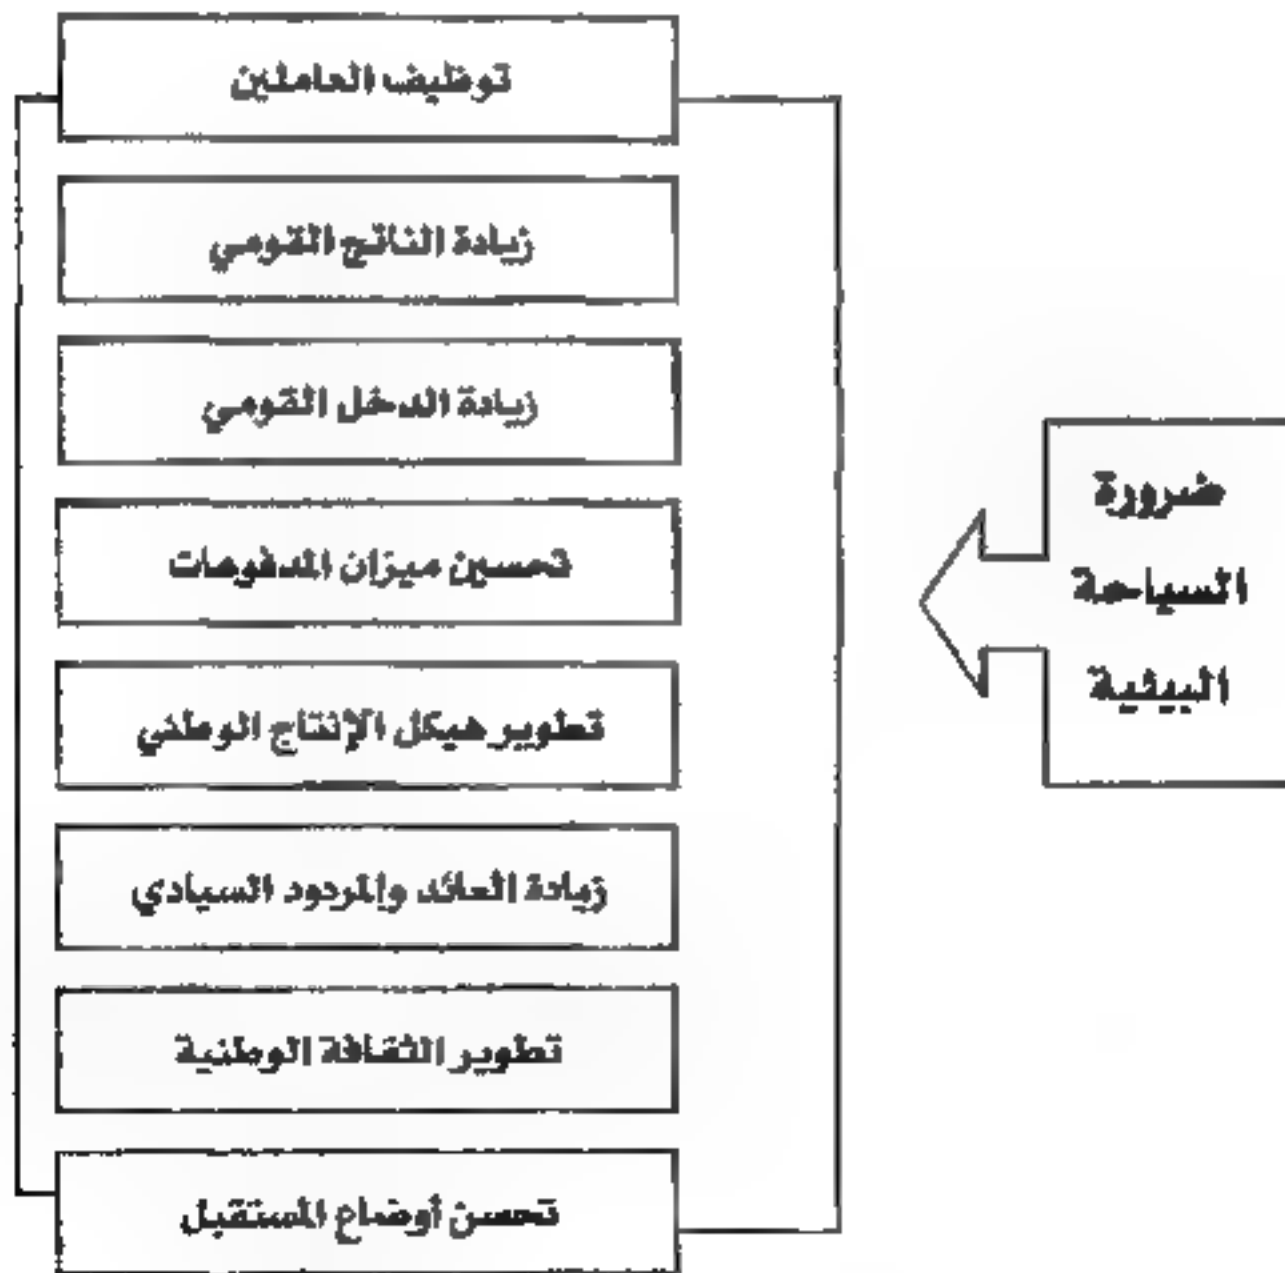 ضرورة
السياحة
البيئية
توظيف العاملين
زيادة الناتج القومي
زيادة الدخل القومي
تحسين ميزان المدفوعات
تطوير هيكل الإنتاج الوطني
زيادة العائد والمردود السيادي
تطوير الثقافة الوطنية
تحسن أوضاع المستقبل